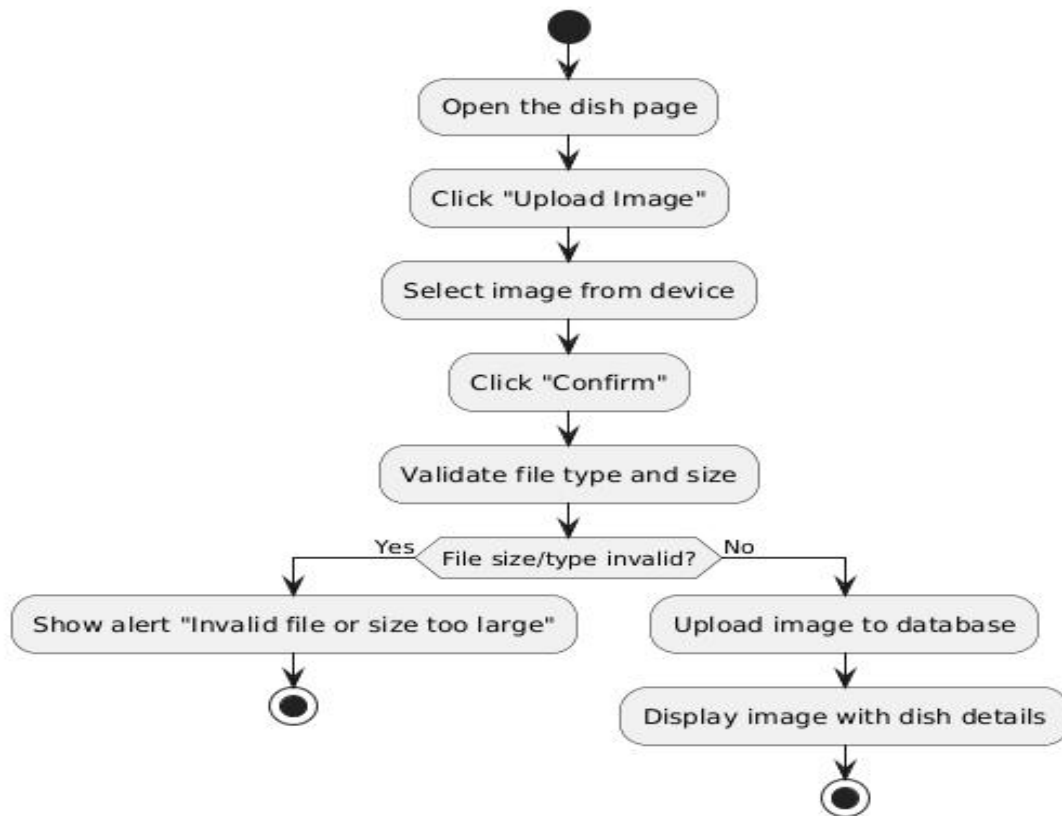 Open the dish page
Click "Upload Image"
Select image from device
Click "Confirm"
Validate file type and size
Yes
File size/type invalid?
No
Show alert "Invalid file or size too large"
Upload image to database
Display image with dish details